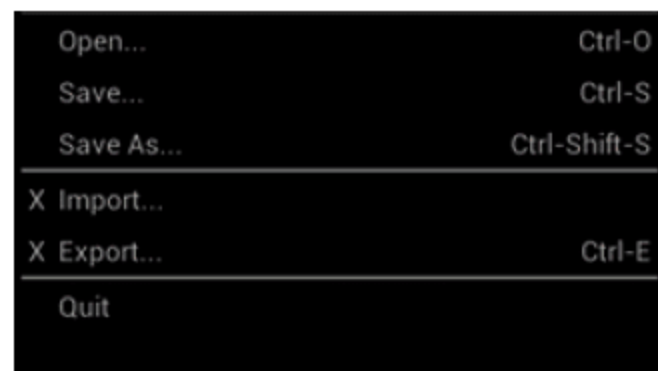 Open... Ctrl-O
Save... Ctrl-S
Save As... Ctrl-Shift-S
X Import...
X Export... Ctrl-E
Quit